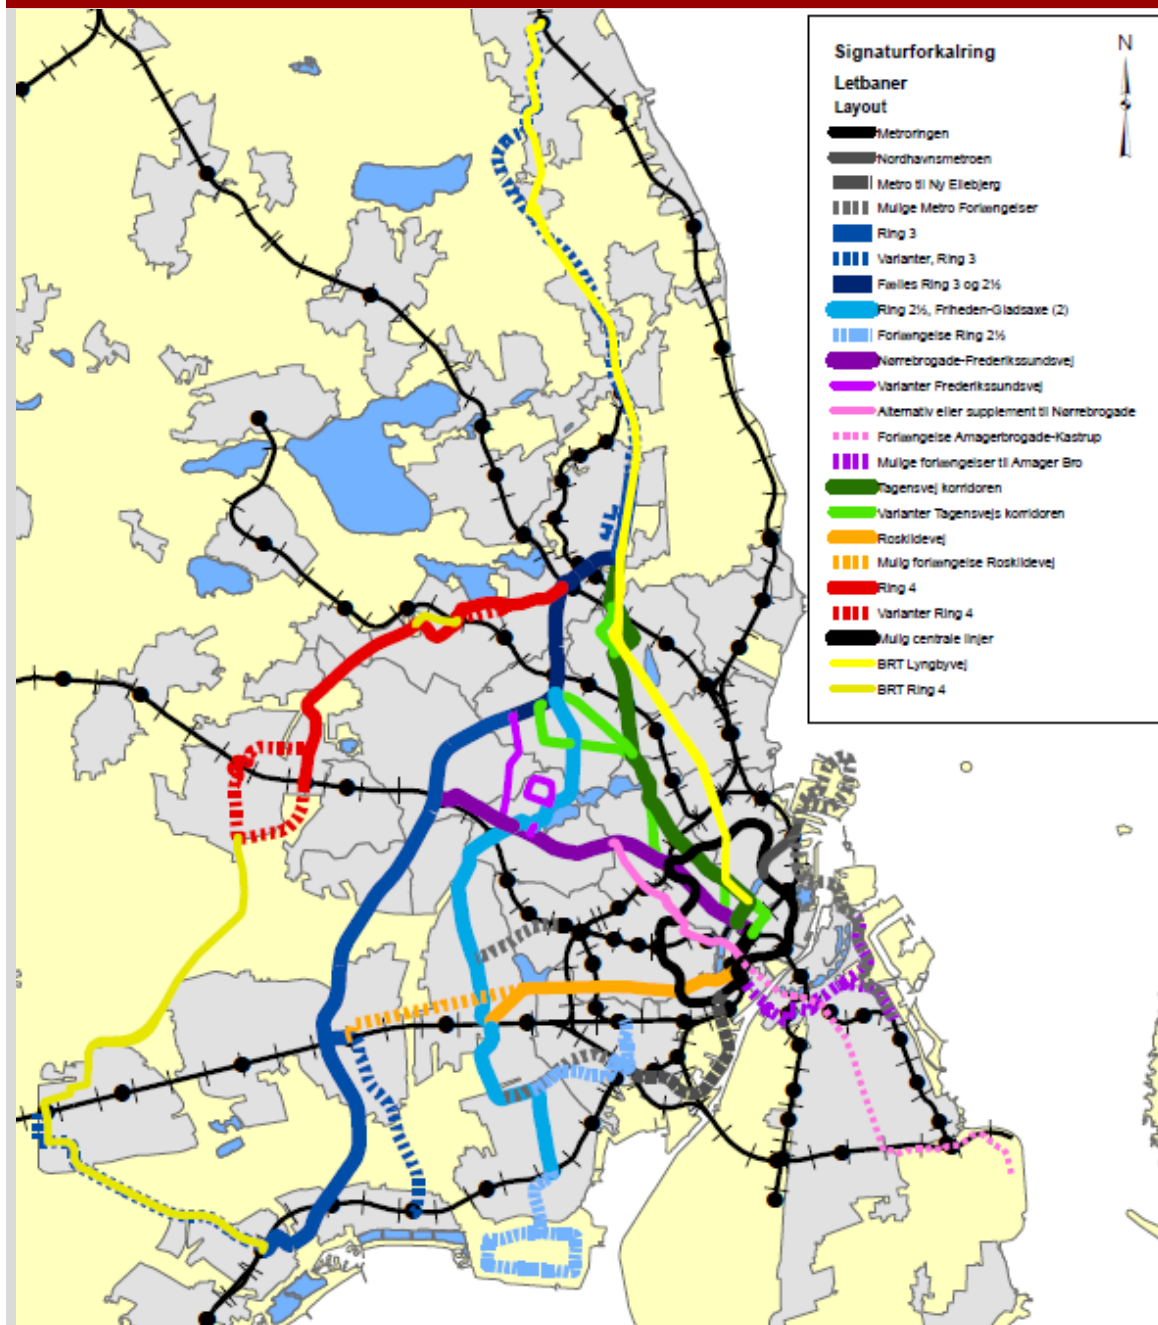 Signaturforkalring
N
Letbaner
Layout
Metroringen
Nordhavnsmetroen
Metro til Ny Ellebjerg
Mulige Metro Forlængelser
Ring 3
Varianter, Ring 3
Fælles Ring 3 og 2½
Ring 2½, Friheden-Gladsaxe (2)
Forlængelse Ring 2½
Nørrebrogade-Frederikssundsvej
Varianter Frederikssundsvej
Alternativ eller supplement til Nørrebrogade
Forlængelse Amagerbrogade-Kastrup
Mulige forlængelser til Amager Bro
Tagensvej korridoren
Varianter Tagensvejs korridoren
Roskildevej
Mulig forlængelse Roskildevej
Ring 4
Varianter Ring 4
Mulig centrale linjer
BRT Lyngbyvej
BRT Ring 4